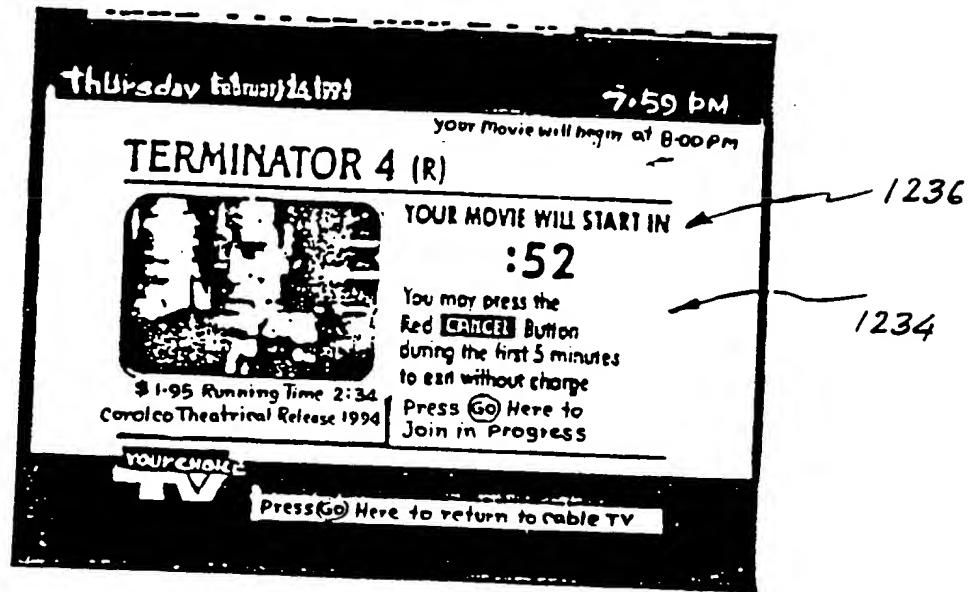 Thursday February 24, 1994
7:59 PM
Your Movie will begin at 8:00 PM
TERMINATOR 4 (R)
YOUR MOVIE WILL START IN
:52
1236
You may press the
Red CANCEL Button
during the first 5 minutes
to exit without charge
1234
$1.95 Running Time 2:34
Carolco Theatrical Release 1994
Press Go Here to
Join in Progress
YOUR CHOICE
TV
Press Go Here to return to cable TV